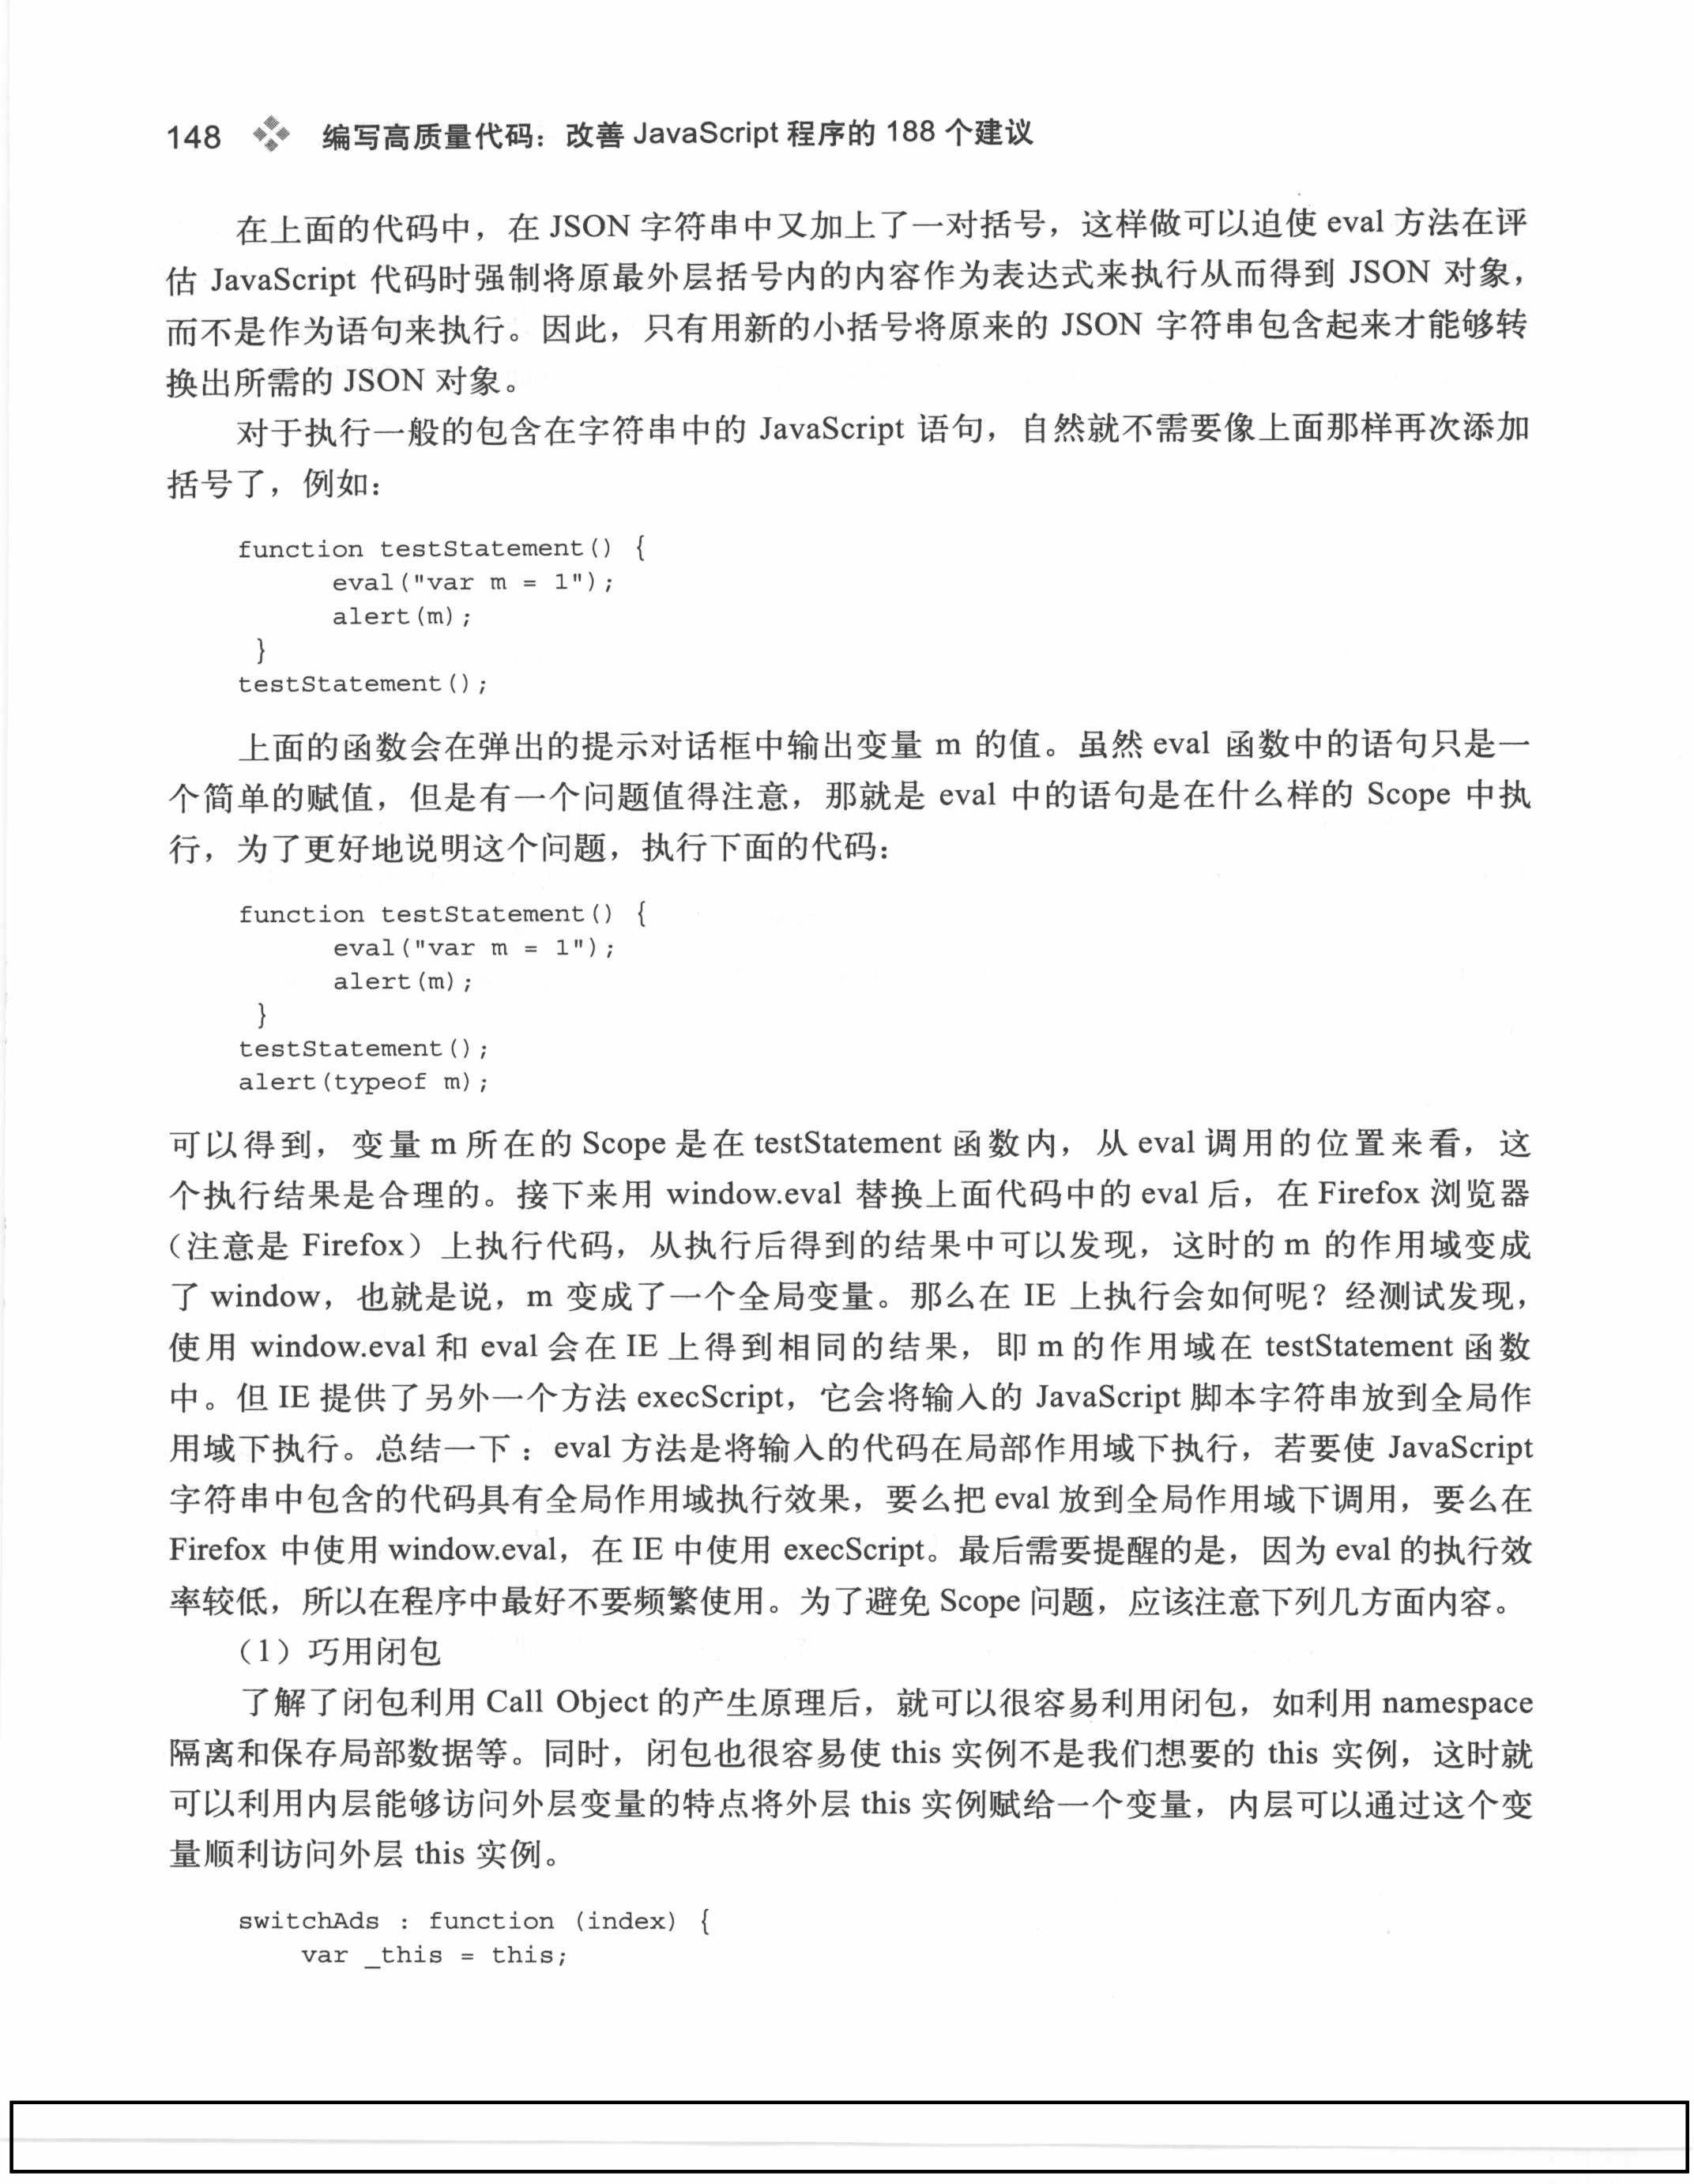 148 编写高质量代码：改善 JavaScript 程序的 188 个建议
在上面的代码中，在 JSON 字符串中又加上了一对括号，这样做可以迫使 eval 方法在评
估 JavaScript 代码时强制将原最外层括号内的内容作为表达式来执行从而得到 JSON 对象，
而不是作为语句来执行。因此，只有用新的小括号将原来的 JSON 字符串包含起来才能够转
换出所需的 JSON 对象。
对于执行一般的包含在字符串中的 JavaScript 语句，自然就不需要像上面那样再次添加
括号了，例如：
function testStatement() {
eval("var m = 1");
alert(m);
}
testStatement();
上面的函数会在弹出的提示对话框中输出变量 m 的值。虽然 eval 函数中的语句只是一
个简单的赋值，但是有一个问题值得注意，那就是 eval 中的语句是在什么样的 Scope 中执
行，为了更好地说明这个问题，执行下面的代码：
function testStatement() {
eval("var m = 1");
alert(m);
}
testStatement();
alert(typeof m);
可以得到，变量 m 所在的 Scope 是在 testStatement 函数内，从 eval 调用的位置来看，这
个执行结果是合理的。接下来用 window.eval 替换上面代码中的 eval 后，在 Firefox 浏览器
（注意是 Firefox）上执行代码，从执行后得到的结果中可以发现，这时的 m 的作用域变成
了 window，也就是说，m 变成了一个全局变量。那么在 IE 上执行会如何呢？经测试发现，
使用 window.eval 和 eval 会在 IE 上得到相同的结果，即 m 的作用域在 testStatement 函数
中。但 IE 提供了另外一个方法 execScript，它会将输入的 JavaScript 脚本字符串放到全局作
用域下执行。总结一下：eval 方法是将输入的代码在局部作用域下执行，若要使 JavaScript
字符串中包含的代码具有全局作用域执行效果，要么把 eval 放到全局作用域下调用，要么在
Firefox 中使用 window.eval，在 IE 中使用 execScript。最后需要提醒的是，因为 eval 的执行效
率较低，所以在程序中最好不要频繁使用。为了避免 Scope 问题，应该注意下列几方面内容。
（1）巧用闭包
了解了闭包利用 Call Object 的产生原理后，就可以很容易利用闭包，如利用 namespace
隔离和保存局部数据等。同时，闭包也很容易使 this 实例不是我们想要的 this 实例，这时就
可以利用内层能够访问外层变量的特点将外层 this 实例赋给一个变量，内层可以通过这个变
量顺利访问外层 this 实例。
switchAds : function (index) {
var _this = this;